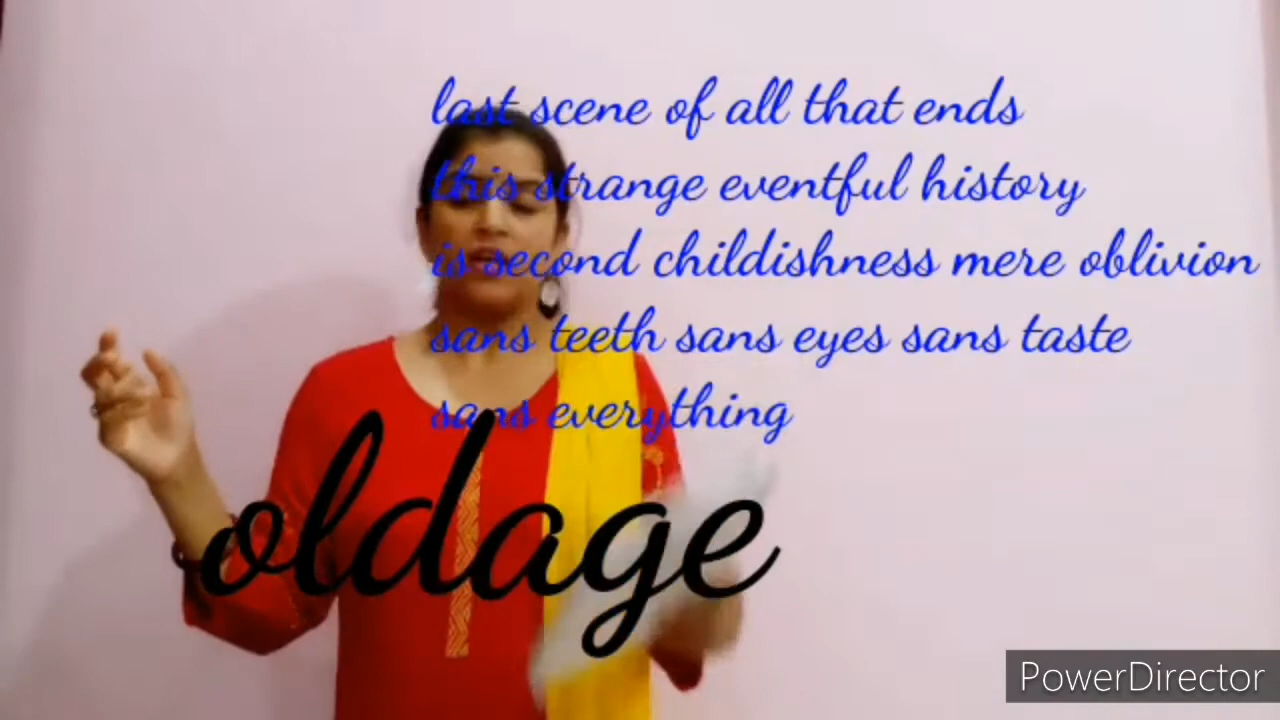 last scene of all that ends
this strange eventful history
is second childishness mere oblivion
sans teeth sans eyes sans taste
sans everything
oldage
PowerDirector